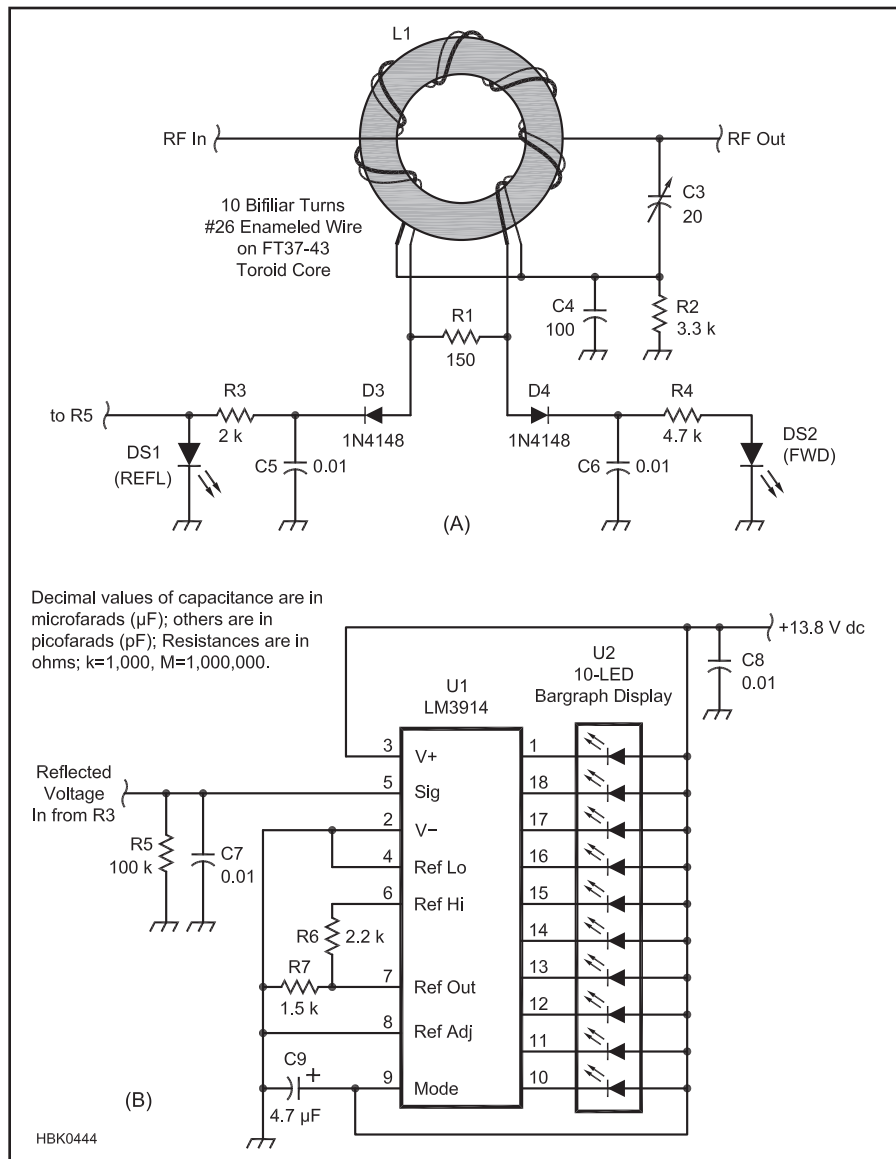 L1
RF In
RF Out
10 Bifiliar Turns
#26 Enameled Wire
on FT37-43
Toroid Core
C3
20
C4
100
R2
3.3 k
R1
150
to R5
R3
2 k
D3
1N4148
D4
1N4148
R4
4.7 k
DS1
(REFL)
C5
0.01
C6
0.01
DS2
(FWD)
(A)
Decimal values of capacitance are in
microfarads (µF); others are in
picofarads (pF); Resistances are in
ohms; k=1,000, M=1,000,000.
+13.8 V dc
C8
0.01
U1
LM3914
U2
10-LED
Bargraph Display
Reflected
Voltage
In from R3
R5
100 k
C7
0.01
3
V+
5
Sig
2
V–
4
Ref Lo
6
Ref Hi
R6
2.2 k
R7
1.5 k
7
Ref Out
8
Ref Adj
C9
+
4.7 µF
9
Mode
1
18
17
16
15
14
13
12
11
10
(B)
HBK0444